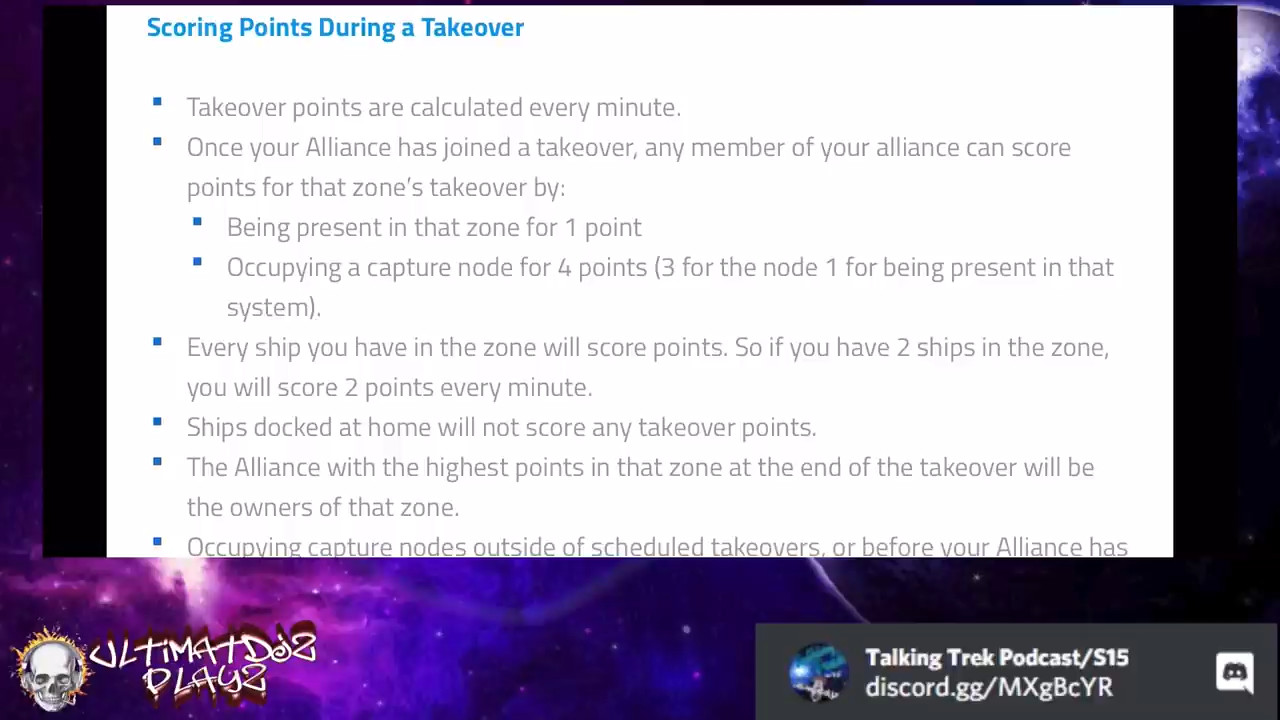 Scoring Points During a Takeover
Takeover points are calculated every minute.
Once your Alliance has joined a takeover, any member of your alliance can score
points for that zone’s takeover by:
Being present in that zone for 1 point
Occupying a capture node for 4 points (3 for the node 1 for being present in that
system).
Every ship you have in the zone will score points. So if you have 2 ships in the zone,
you will score 2 points every minute.
Ships docked at home will not score any takeover points.
The Alliance with the highest points in that zone at the end of the takeover will be
the owners of that zone.
Occupying capture nodes outside of scheduled takeovers, or before your Alliance has
ULTIMATDJZ
PLAYZ
Talking Trek Podcast/S15
discord.gg/MXgBcYR